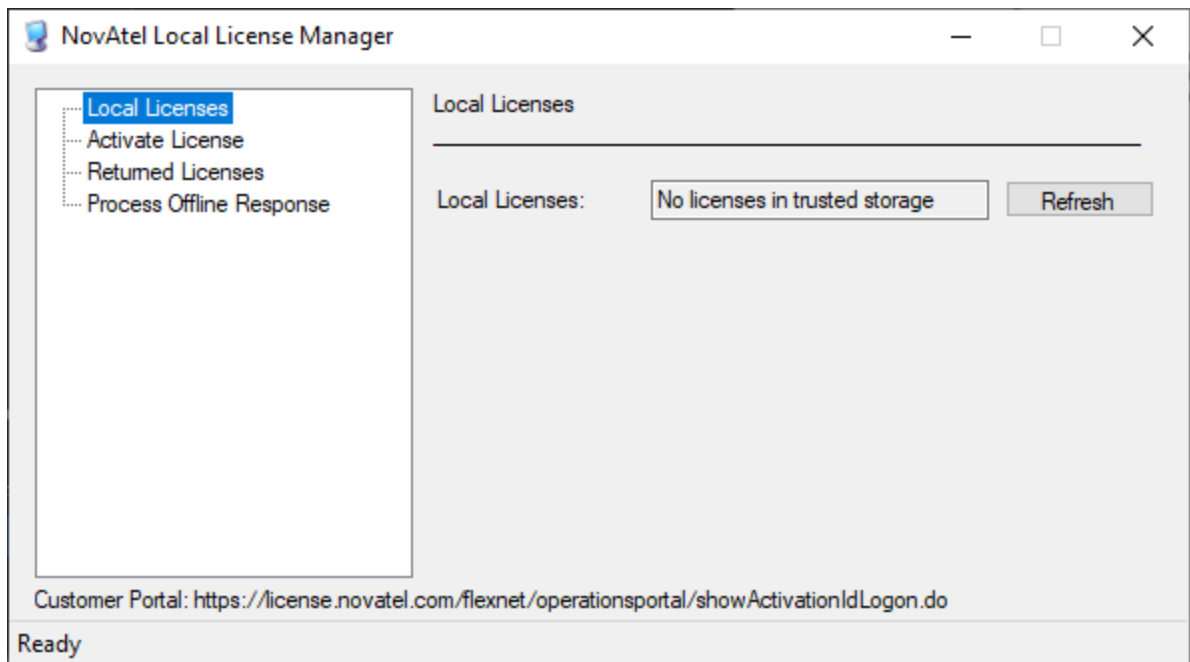 NovAtel Local License Manager
Local Licenses
Activate License
Returned Licenses
Process Offline Response
Local Licenses
Local Licenses: No licenses in trusted storage Refresh
Customer Portal: https://license.novatel.com/flexnet/operationsportal/showActivationIdLogon.do
Ready